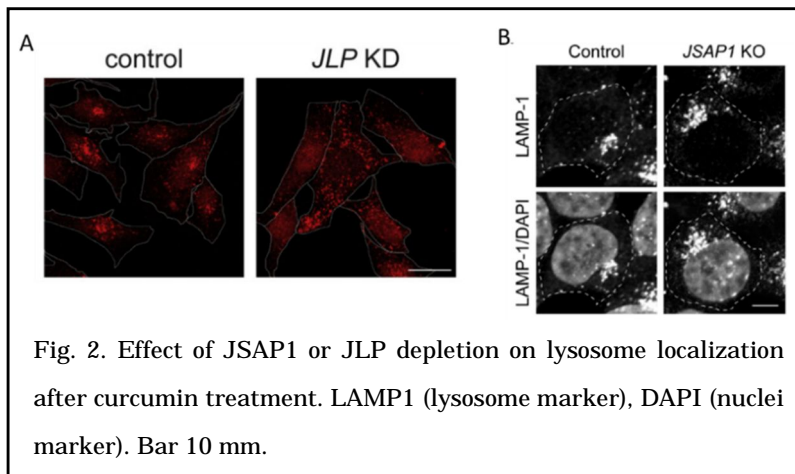 A
control
JLP KD
B.
Control
JSAP1 KO
LAMP-1
LAMP-1/DAPI
Fig. 2. Effect of JSAP1 or JLP depletion on lysosome localization
after curcumin treatment. LAMP1 (lysosome marker), DAPI (nuclei
marker). Bar 10 mm.